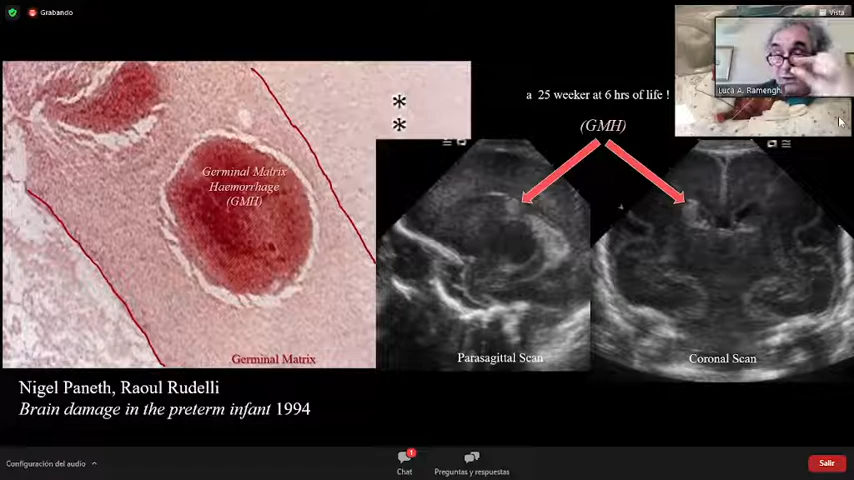 Grabando
Vista
Luca A. Ramenghi
a 25 weeker at 6 hrs of life !
(GMH)
*
*
Germinal Matrix
Haemorrhage
(GMH)
Germinal Matrix
Parasagittal Scan
Coronal Scan
Nigel Paneth, Raoul Rudelli
Brain damage in the preterm infant 1994
Configuración del audio
1
Chat
Preguntas y respuestas
Salir